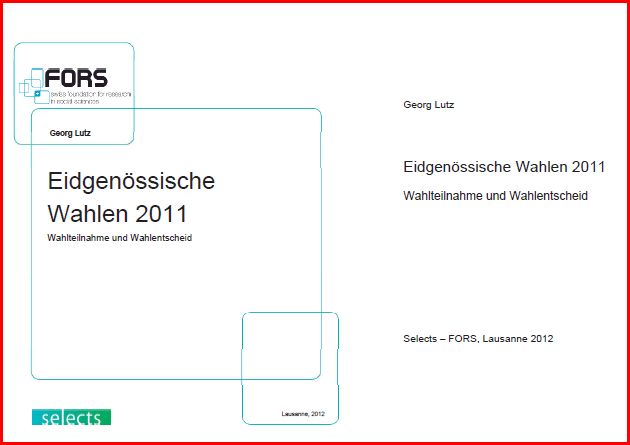 FORS
swiss foundation for research
in social sciences
Georg Lutz
Eidgenössische
Wahlen 2011
Wahlteilnahme und Wahlentscheid
Lausanne, 2012
selects
Georg Lutz
Eidgenössische Wahlen 2011
Wahlteilnahme und Wahlentscheid
Selects – FORS, Lausanne 2012